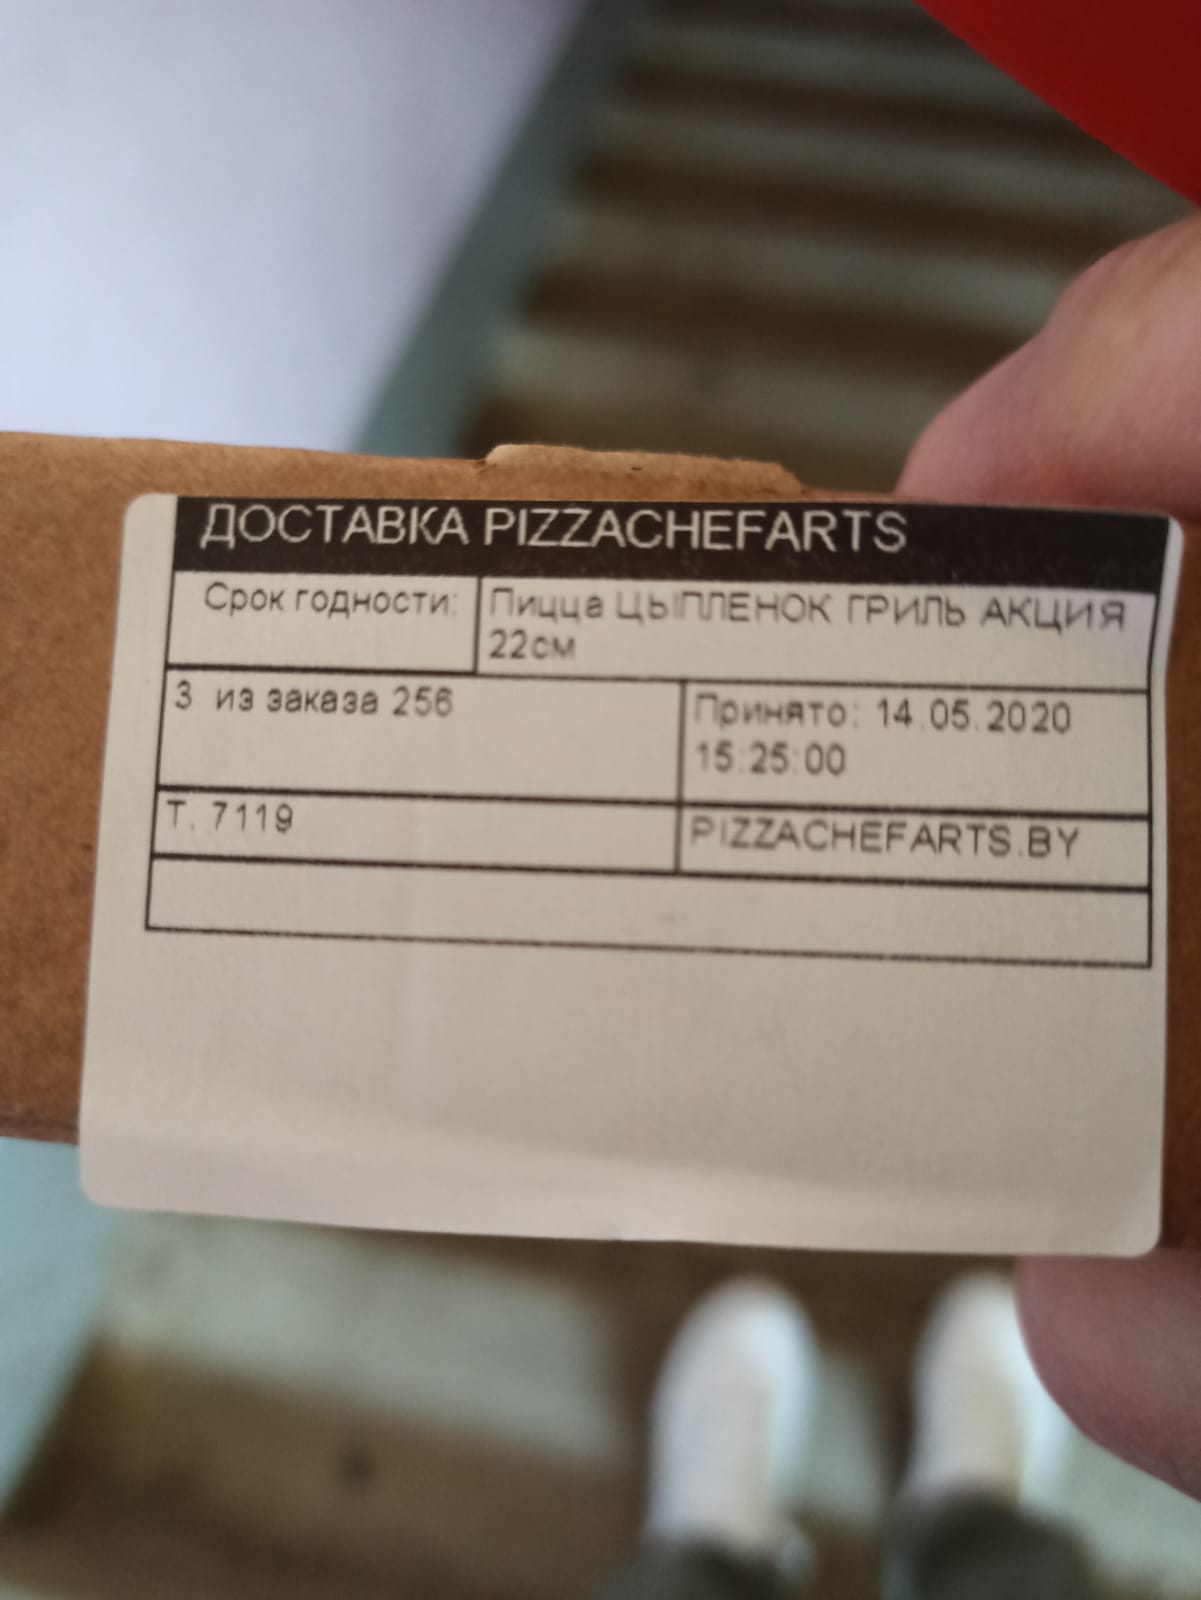 ДОСТАВКА PIZZACHEFARTS
Срок годности:
Пицца ЦЫПЛЕНОК ГРИЛЬ АКЦИЯ
22см
3 из заказа 256
Принято: 14.05.2020
15:25:00
Т. 7119
PIZZACHEFARTS.BY